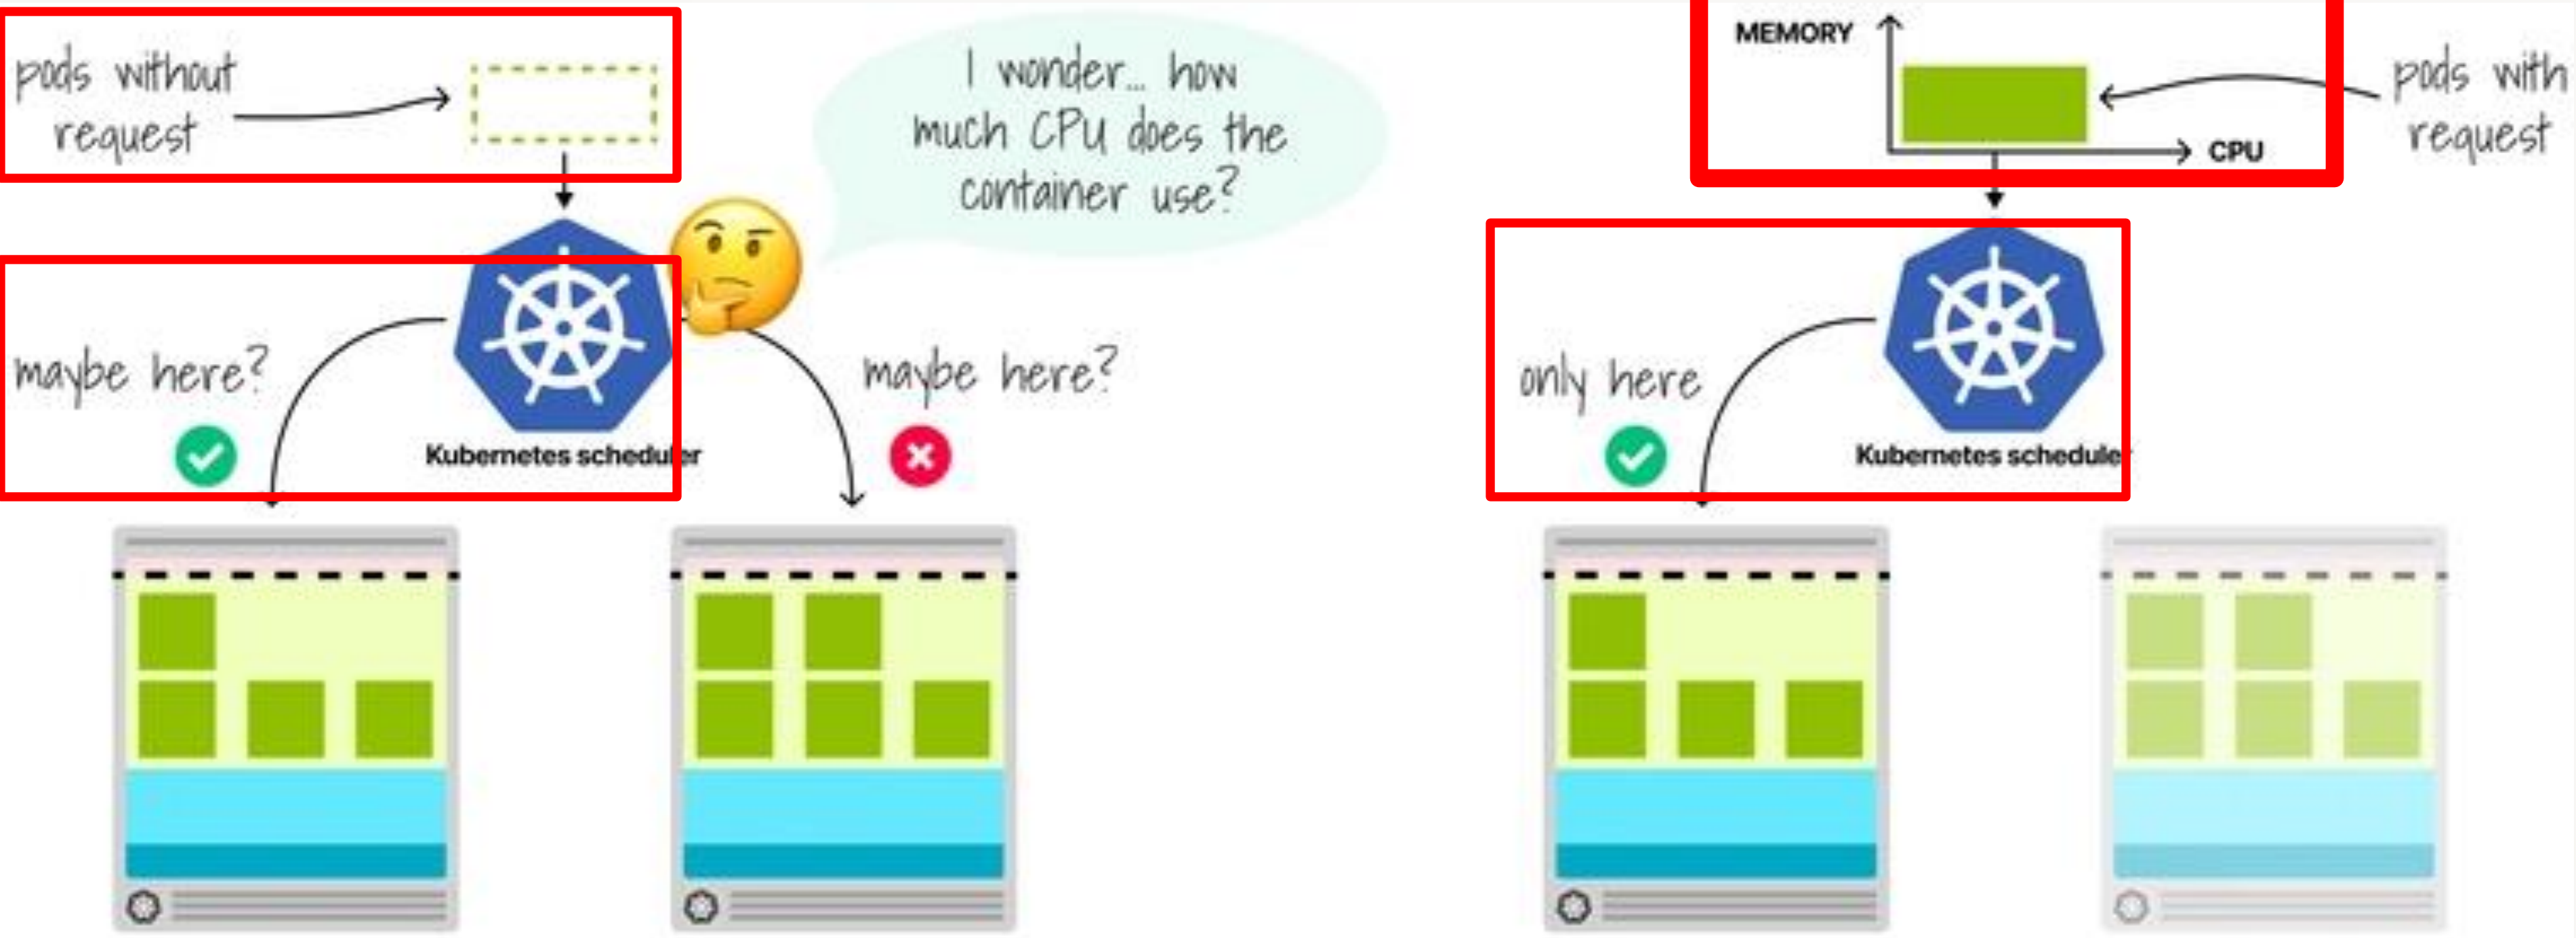 pods without
request
I wonder... how
much CPU does the
container use?
maybe here?
maybe here?
Kubernetes scheduler
MEMORY
CPU
pods with
request
only here
Kubernetes scheduler